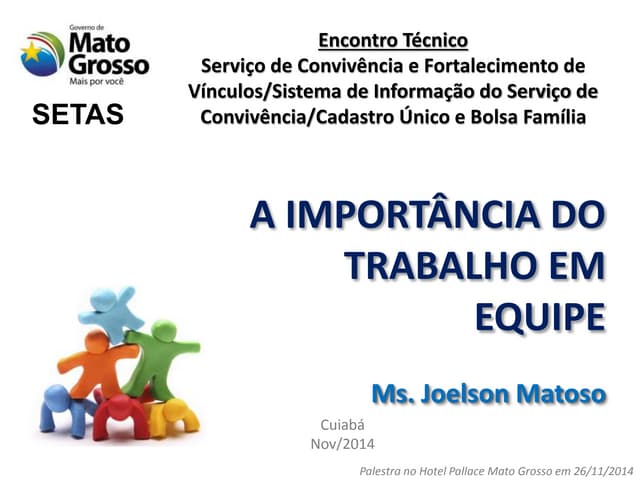 Governo de
Mato
Grosso
Mais por você
SETAS
Encontro Técnico
Serviço de Convivência e Fortalecimento de
Vínculos/Sistema de Informação do Serviço de
Convivência/Cadastro Único e Bolsa Família
A IMPORTÂNCIA DO
TRABALHO EM
EQUIPE
Ms. Joelson Matoso
Cuiabá
Nov/2014
Palestra no Hotel Pallace Mato Grosso em 26/11/2014